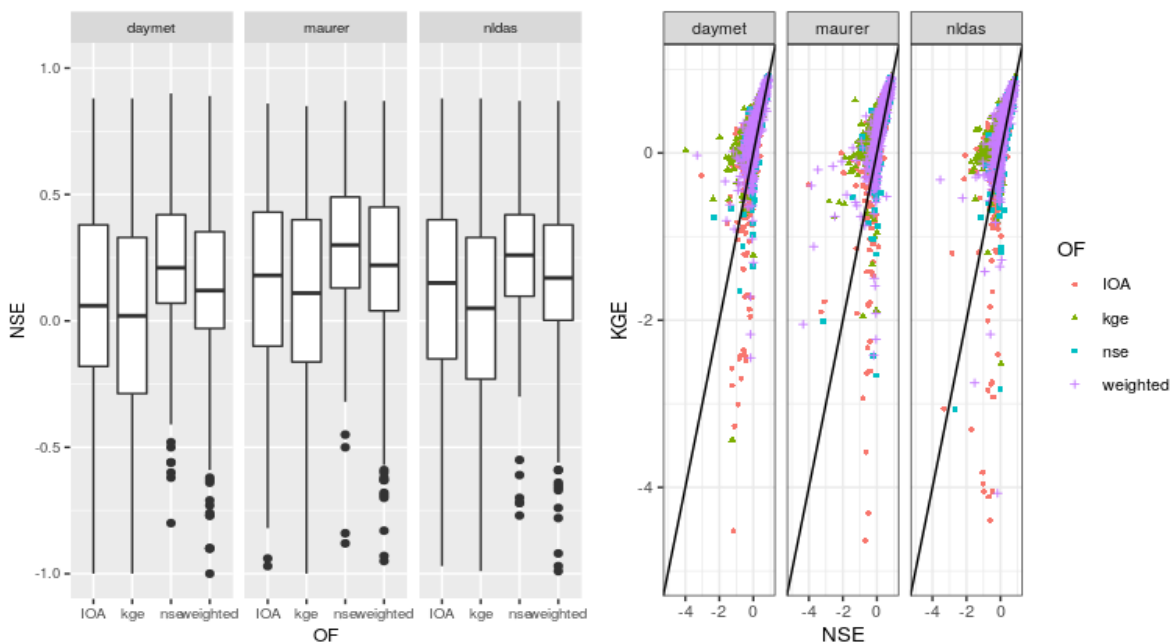 daymet maurer nldas
1.0
0.5
0.0
-0.5
-1.0
NSE
IOA kge nse weighted IOA kge nse weighted IOA kge nse weighted
OF
daymet maurer nldas
0
-2
-4
KGE
-4 -2 0 -4 -2 0 -4 -2 0
NSE
OF
IOA
kge
nse
weighted